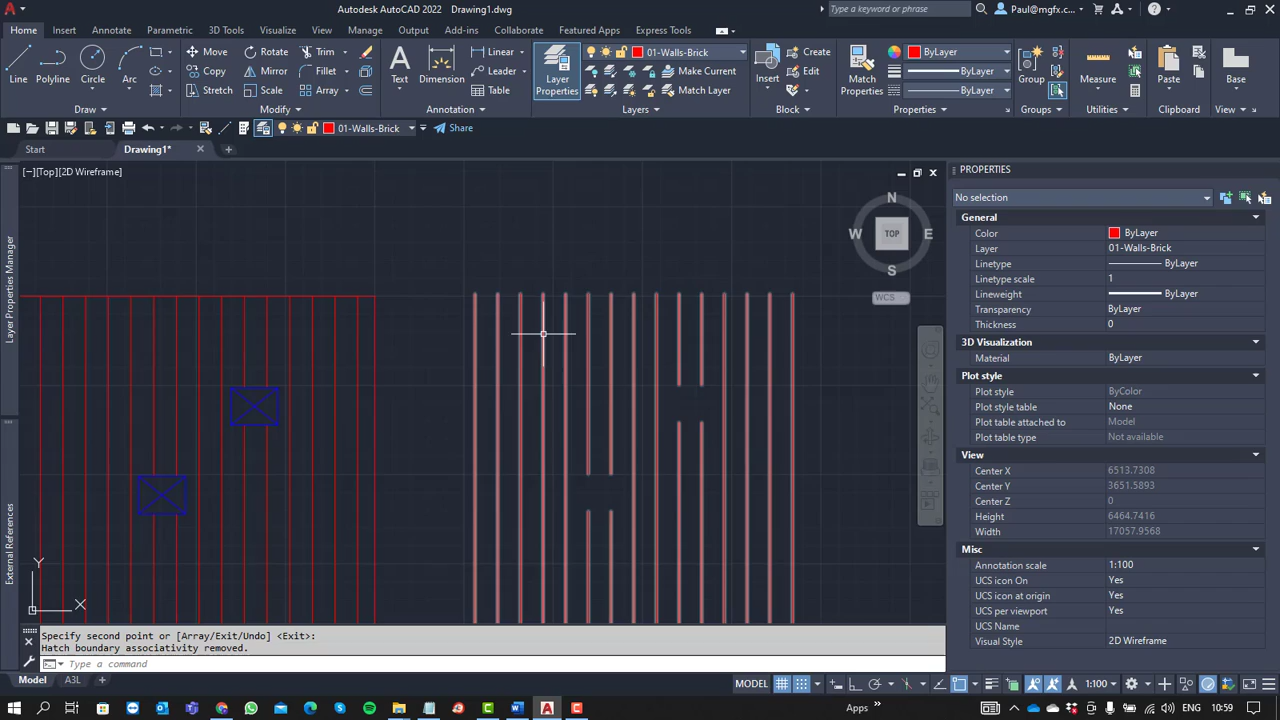 Autodesk AutoCAD 2022 Drawing1.dwg
Type a keyword or phrase
Paul@mgfx.c...
Home Insert Annotate Parametric 3D Tools Visualize View Manage Output Add-ins Collaborate Featured Apps Express Tools
Line Polyline Circle Arc
Move Rotate Trim
Copy Mirror Fillet
Stretch Scale Array
Text Dimension
Linear
Leader
Table
Layer Properties
01-Walls-Brick
Make Current
Match Layer
Insert
Create
Edit
Match Properties
ByLayer
ByLayer
ByLayer
Group
Measure
Paste
Base
Draw Modify Annotation Layers Block Properties Groups Utilities Clipboard View
01-Walls-Brick
Share
Start Drawing1*
[−][Top][2D Wireframe]
N
W TOP E
S
WCS
Layer Properties Manager
External References
Y
X
PROPERTIES
No selection
General
Color ByLayer
Layer 01-Walls-Brick
Linetype ByLayer
Linetype scale 1
Lineweight ByLayer
Transparency ByLayer
Thickness 0
3D Visualization
Material ByLayer
Plot style
Plot style ByColor
Plot style table None
Plot table attached to Model
Plot table type Not available
View
Center X 6513.7308
Center Y 3651.5893
Center Z 0
Height 6464.7416
Width 17057.9568
Misc
Annotation scale 1:100
UCS icon On Yes
UCS icon at origin Yes
UCS per viewport Yes
UCS Name
Visual Style 2D Wireframe
Specify second point or [Array/Exit/Undo] <Exit>:
Hatch boundary associativity removed.
Type a command
Model A3L
MODEL
1:100
Apps
ENG 10:59